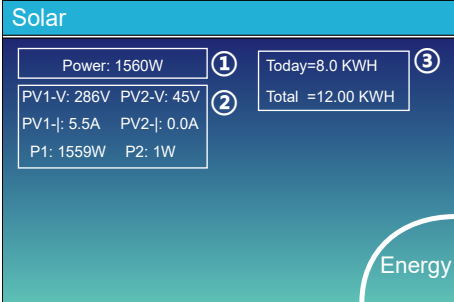 Solar
Power: 1560W
①
PV1-V: 286V PV2-V: 45V
②
PV1-|: 5.5A PV2-|: 0.0A
P1: 1559W P2: 1W
Today=8.0 KWH
③
Total =12.00 KWH
Energy